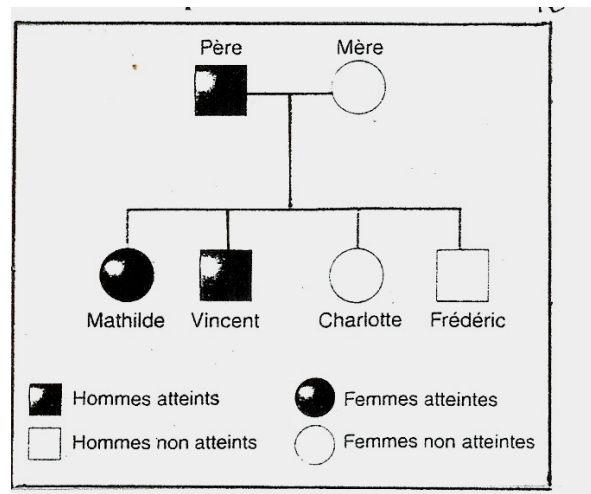 Père Mère
Mathilde Vincent Charlotte Frédéric
Hommes atteints Femmes atteintes
Hommes non atteints Femmes non atteintes